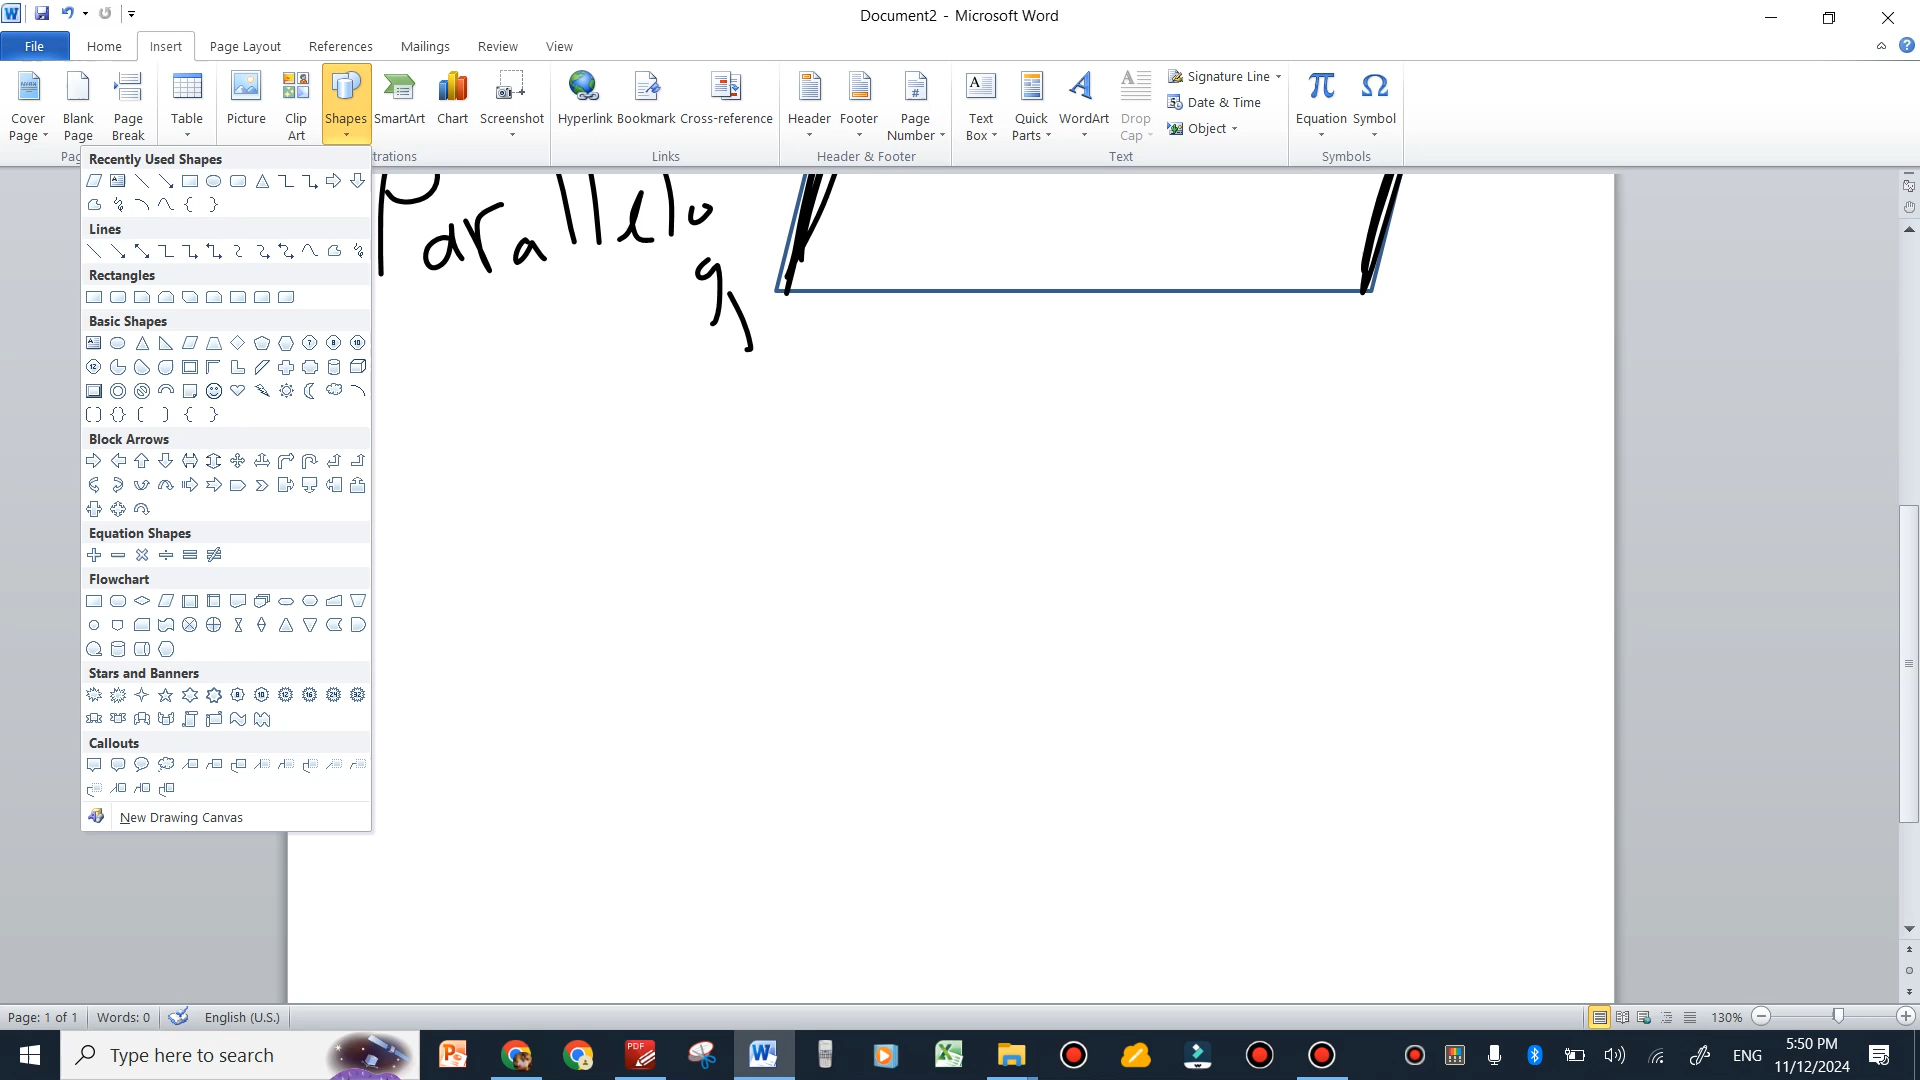 Document2 - Microsoft Word
File Home Insert Page Layout References Mailings Review View
Cover Page
Blank Page
Page Break
Table
Picture
Clip Art
Shapes
SmartArt
Chart
Screenshot
Hyperlink
Bookmark
Cross-reference
Header
Footer
Page Number
Text Box
Quick Parts
WordArt
Drop Cap
Signature Line
Date & Time
Object
Equation
Symbol
Links
Header & Footer
Text
Symbols
Recently Used Shapes
Lines
Rectangles
Basic Shapes
Block Arrows
Equation Shapes
Flowchart
Stars and Banners
Callouts
New Drawing Canvas
Parallelo
g
Page: 1 of 1 Words: 0 English (U.S.) 130%
Type here to search
PDF
ENG
5:50 PM
11/12/2024